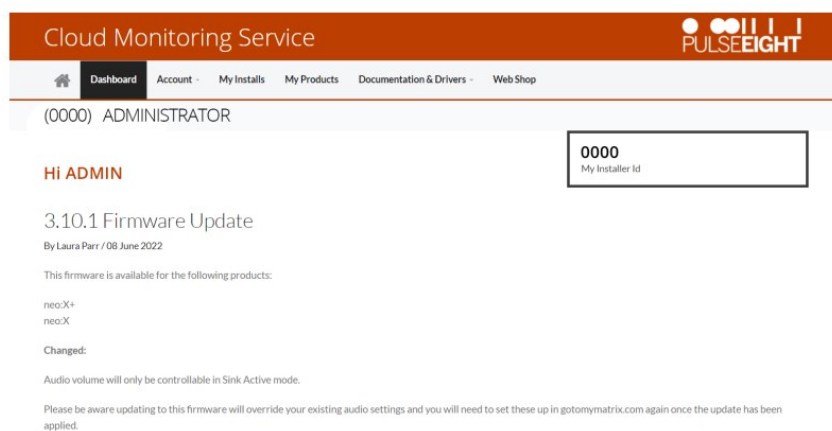 Cloud Monitoring Service
PULSEEIGHT
Dashboard Account My Installs My Products Documentation & Drivers Web Shop
(0000) ADMINISTRATOR
0000
My Installer Id
Hi ADMIN
3.10.1 Firmware Update
By Laura Parr / 08 June 2022
This firmware is available for the following products:
neo:X+
neo:X
Changed:
Audio volume will only be controllable in Sink Active mode.
Please be aware updating to this firmware will override your existing audio settings and you will need to set these up in gotomymatrix.com again once the update has been
applied.